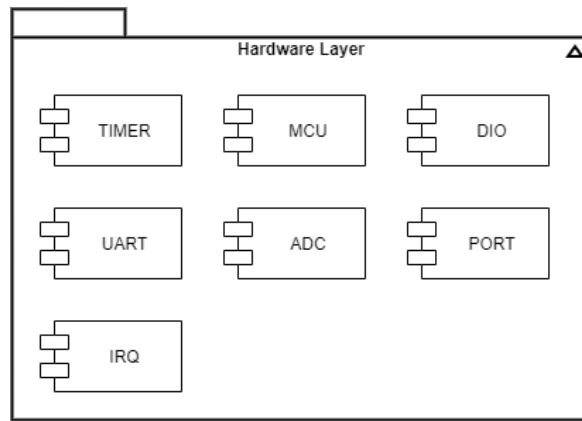 Hardware Layer
TIMER
MCU
DIO
UART
ADC
PORT
IRQ